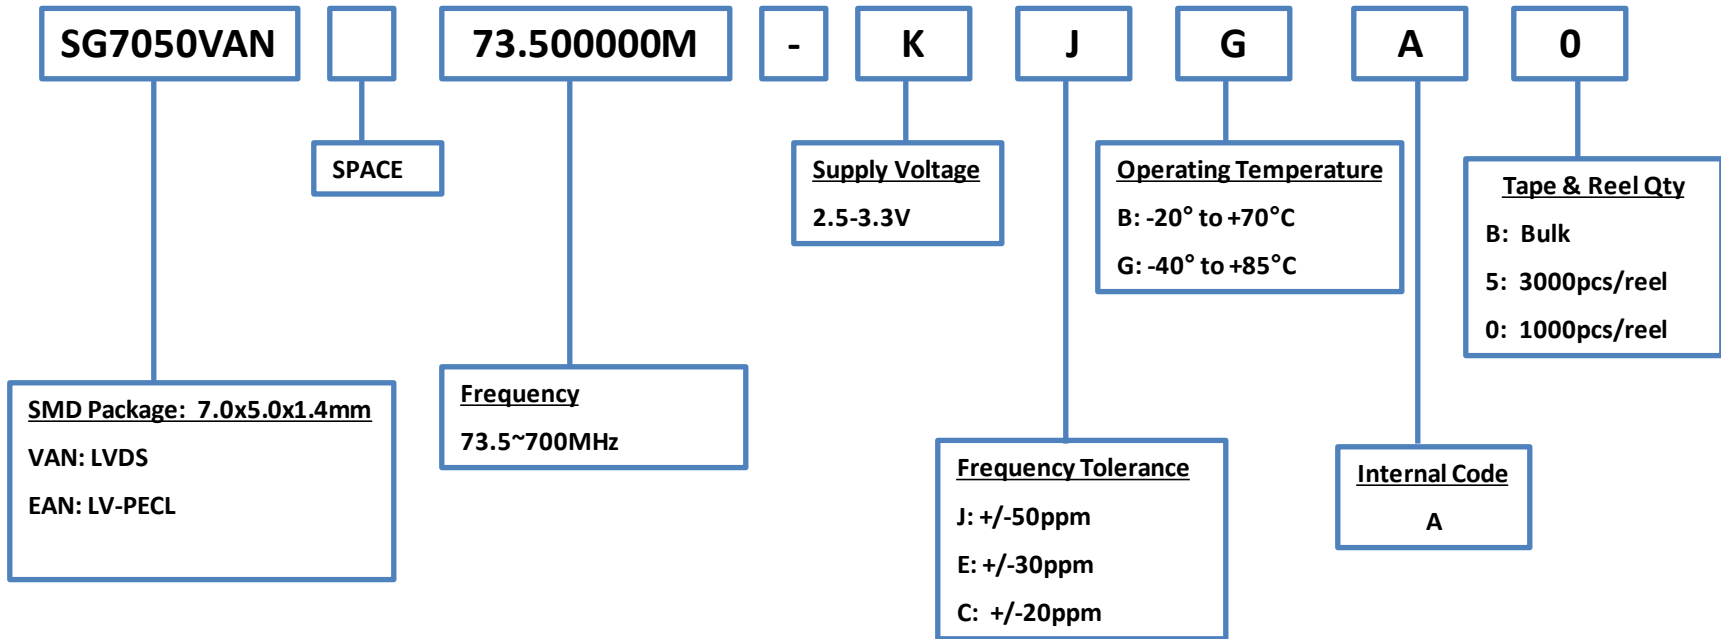 SG7050VAN 73.500000M - K J G A 0
SPACE
Supply Voltage
2.5-3.3V
Operating Temperature
B: -20° to +70°C
G: -40° to +85°C
Tape & Reel Qty
B: Bulk
5: 3000pcs/reel
0: 1000pcs/reel
SMD Package: 7.0x5.0x1.4mm
VAN: LVDS
EAN: LV-PECL
Frequency
73.5~700MHz
Frequency Tolerance
J: +/-50ppm
E: +/-30ppm
C: +/-20ppm
Internal Code
A